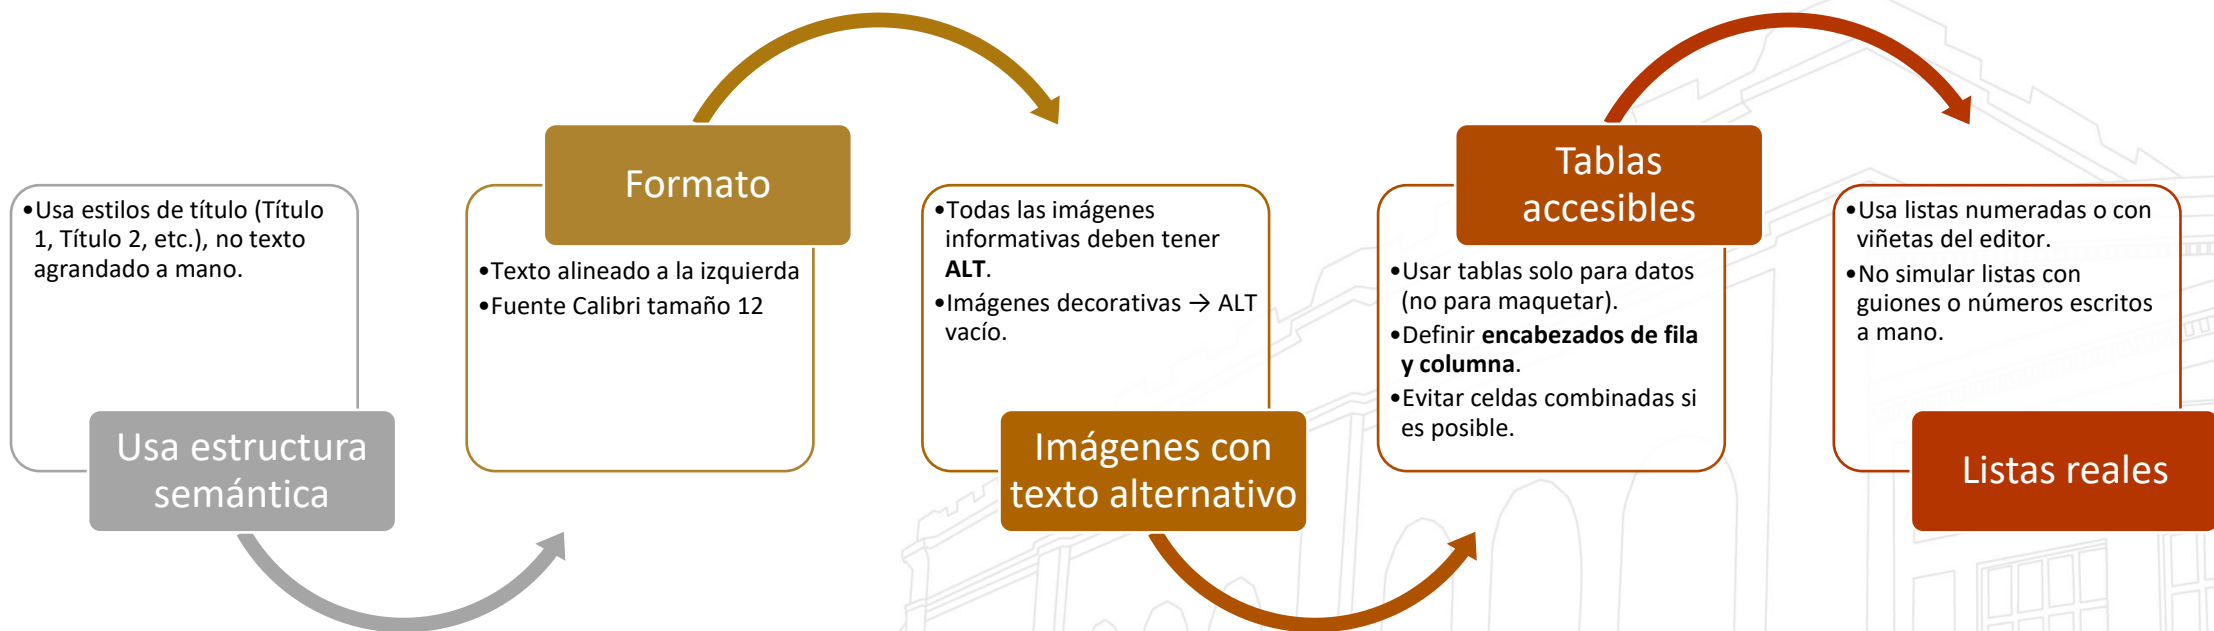 •Usa estilos de título (Título
1, Título 2, etc.), no texto
agrandado a mano.
Usa estructura
semántica
Formato
•Texto alineado a la izquierda
•Fuente Calibri tamaño 12
•Todas las imágenes
informativas deben tener
ALT.
•Imágenes decorativas → ALT
vacío.
Imágenes con
texto alternativo
Tablas
accesibles
•Usar tablas solo para datos
(no para maquetar).
•Definir encabezados de fila
y columna.
•Evitar celdas combinadas si
es posible.
•Usa listas numeradas o con
viñetas del editor.
•No simular listas con
guiones o números escritos
a mano.
Listas reales